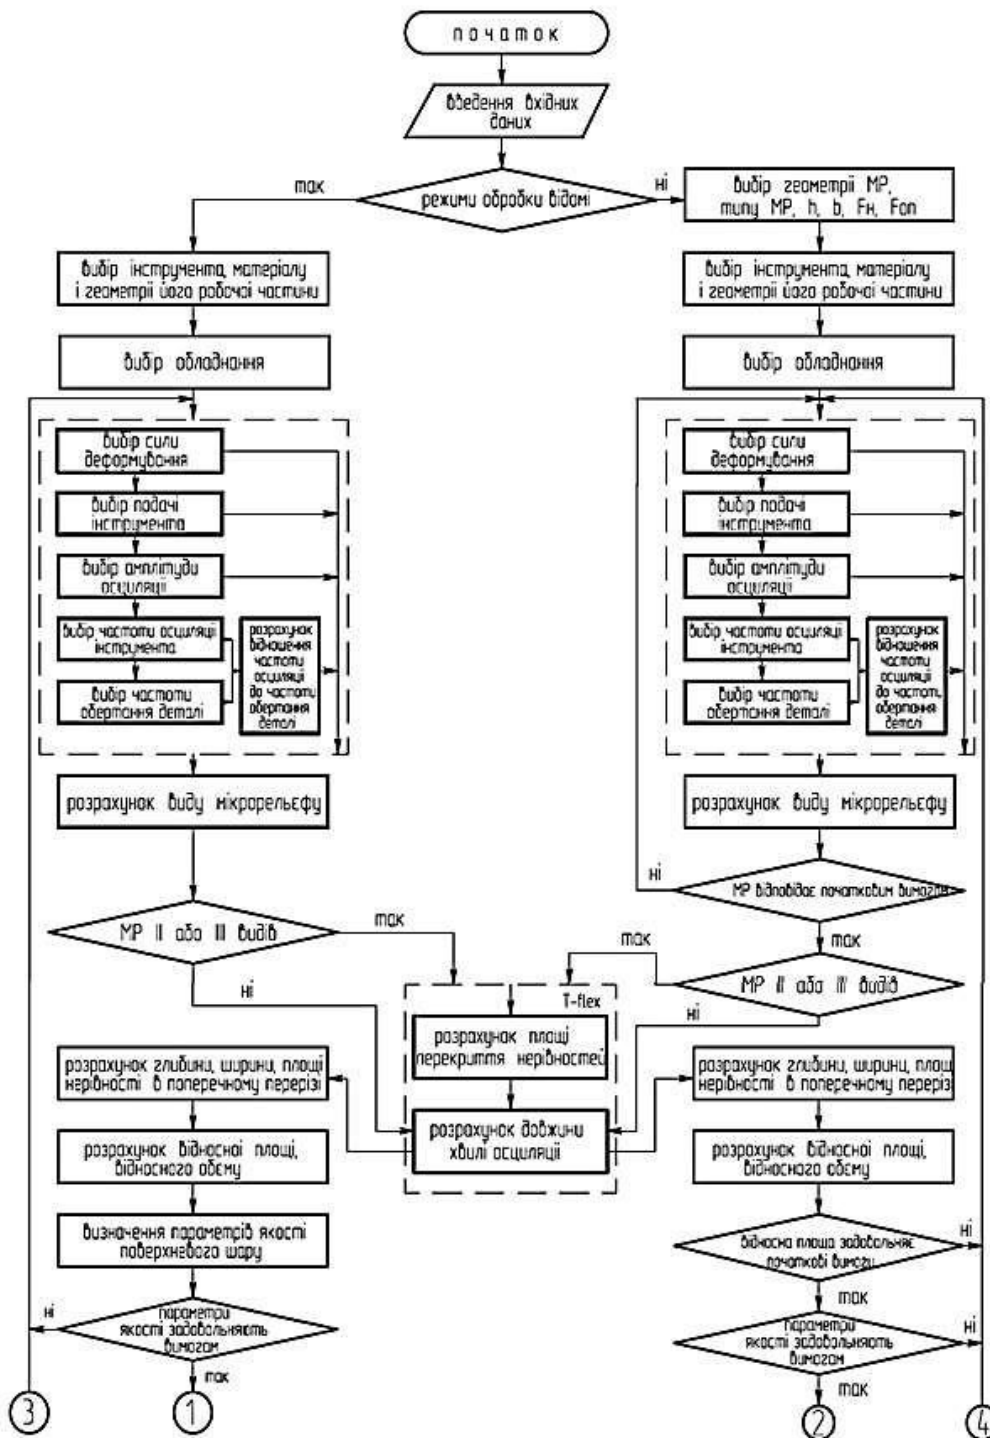 початок
введення вхідних
даних
режими обробки відомі
так
ні
вибір геометрії МР,
типу МР, h, b, Fн, Fоп
вибір інструмента, матеріалу
і геометрії його робочої частини
вибір інструмента, матеріалу
і геометрії його робочої частини
вибір обладнання
вибір обладнання
вибір сили
деформування
вибір подачі
інструмента
вибір амплітуди
осциляції
вибір частоти осциляції
інструмента
вибір частоти
обертання деталі
розрахунок
відношення
частоти
осциляції
до частоти
обертання
деталі
вибір сили
деформування
вибір подачі
інструмента
вибір амплітуди
осциляції
вибір частоти осциляції
інструмента
вибір частоти
обертання деталі
розрахунок
відношення
частоти
осциляції
до частоти
обертання
деталі
розрахунок виду мікрорельєфу
розрахунок виду мікрорельєфу
ні
МР відповідає початковим вимогам
так
МР ІІ або ІІІ видів
так
ні
так
МР ІІ або ІІІ видів
ні
T-flex
розрахунок площі
перекриття нерівностей
розрахунок довжини
хвилі осциляції
розрахунок глибини, ширини, площі
нерівності в поперечному перерізі
розрахунок відносної площі,
відносного обєму
визначення параметрів якості
поверхневого шару
ні
параметри
якості задовольняють
вимогам
так
3
1
розрахунок глибини, ширини, площ
нерівності в поперечному перерізі
розрахунок відносної площі,
відносного обєму
відносна площа задовольняє
початкові вимоги
ні
так
параметри
якості задовольняють
вимогам
ні
так
2
4